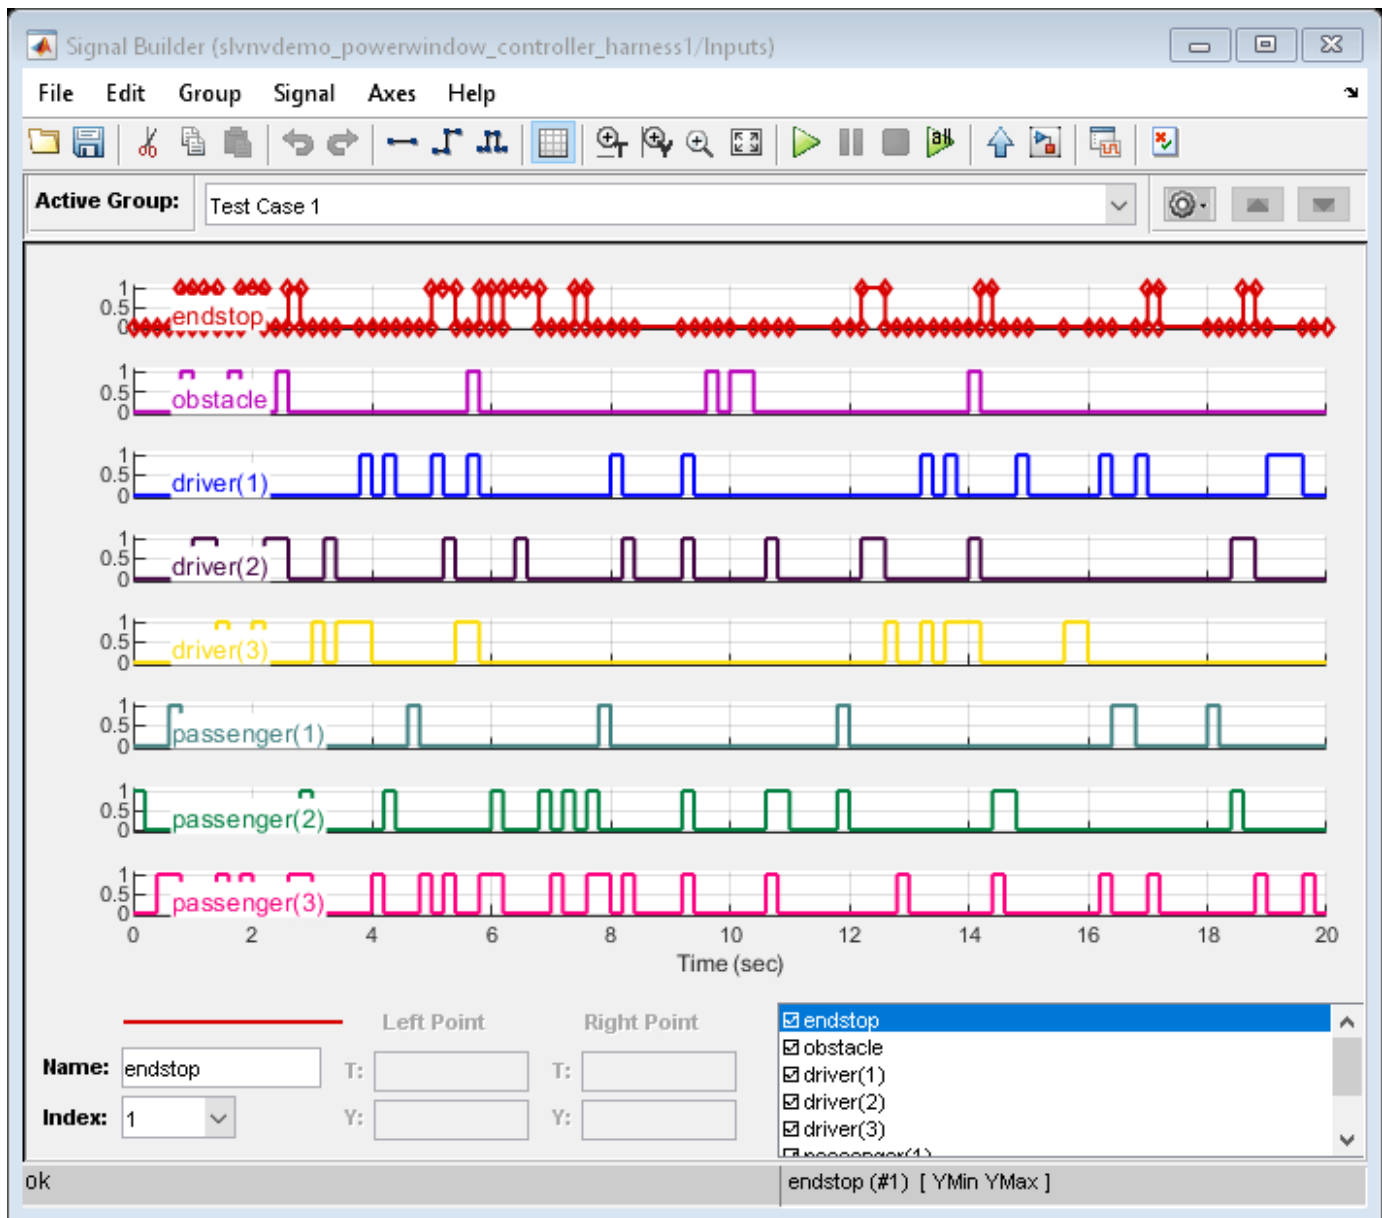 Signal Builder (slvnvdemo_powerwindow_controller_harness1/Inputs)
File Edit Group Signal Axes Help
Active Group: Test Case 1
1
0.5
0
endstop
1
0.5
0
obstacle
1
0.5
0
driver(1)
1
0.5
0
driver(2)
1
0.5
0
driver(3)
1
0.5
0
passenger(1)
1
0.5
0
passenger(2)
1
0.5
0
passenger(3)
0 2 4 6 8 10 12 14 16 18 20
Time (sec)
Left Point Right Point
Name: endstop T: T:
Index: 1 Y: Y:
endstop
obstacle
driver(1)
driver(2)
driver(3)
passenger(1)
ok
endstop (#1) [ YMin YMax ]